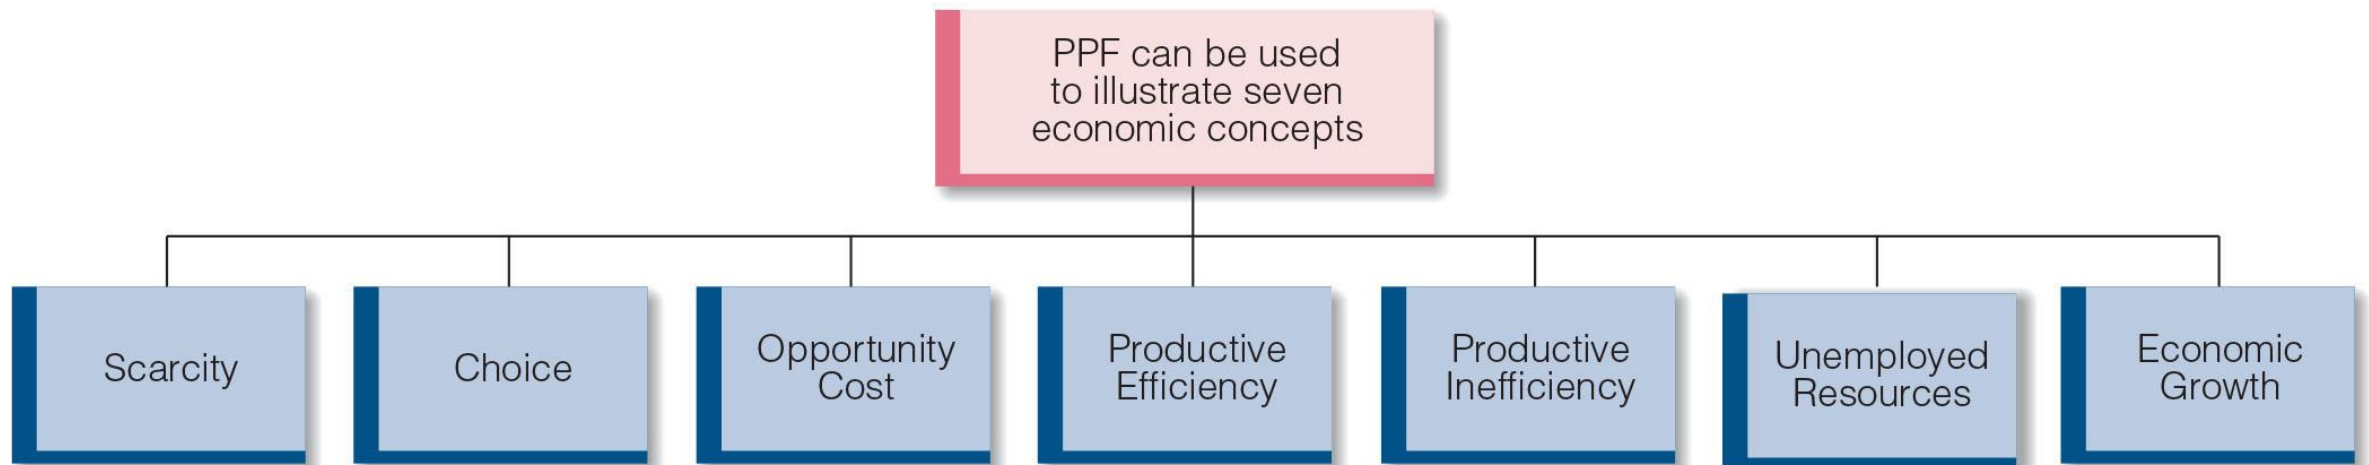 PPF can be used
to illustrate seven
economic concepts
Scarcity
Choice
Opportunity
Cost
Productive
Efficiency
Productive
Inefficiency
Unemployed
Resources
Economic
Growth